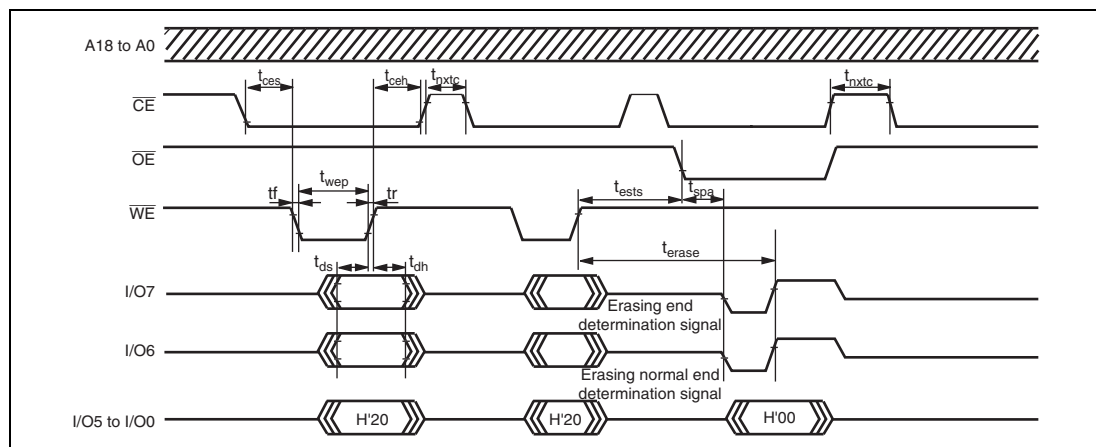 A18 to A0
tces
tceh
tnxtc
tnxtc
CE
OE
tests
tspa
tf
twep
tr
WE
terase
tds
tdh
I/O7
Erasing end
determination signal
I/O6
Erasing normal end
determination signal
I/O5 to I/O0
H'20
H'20
H'00